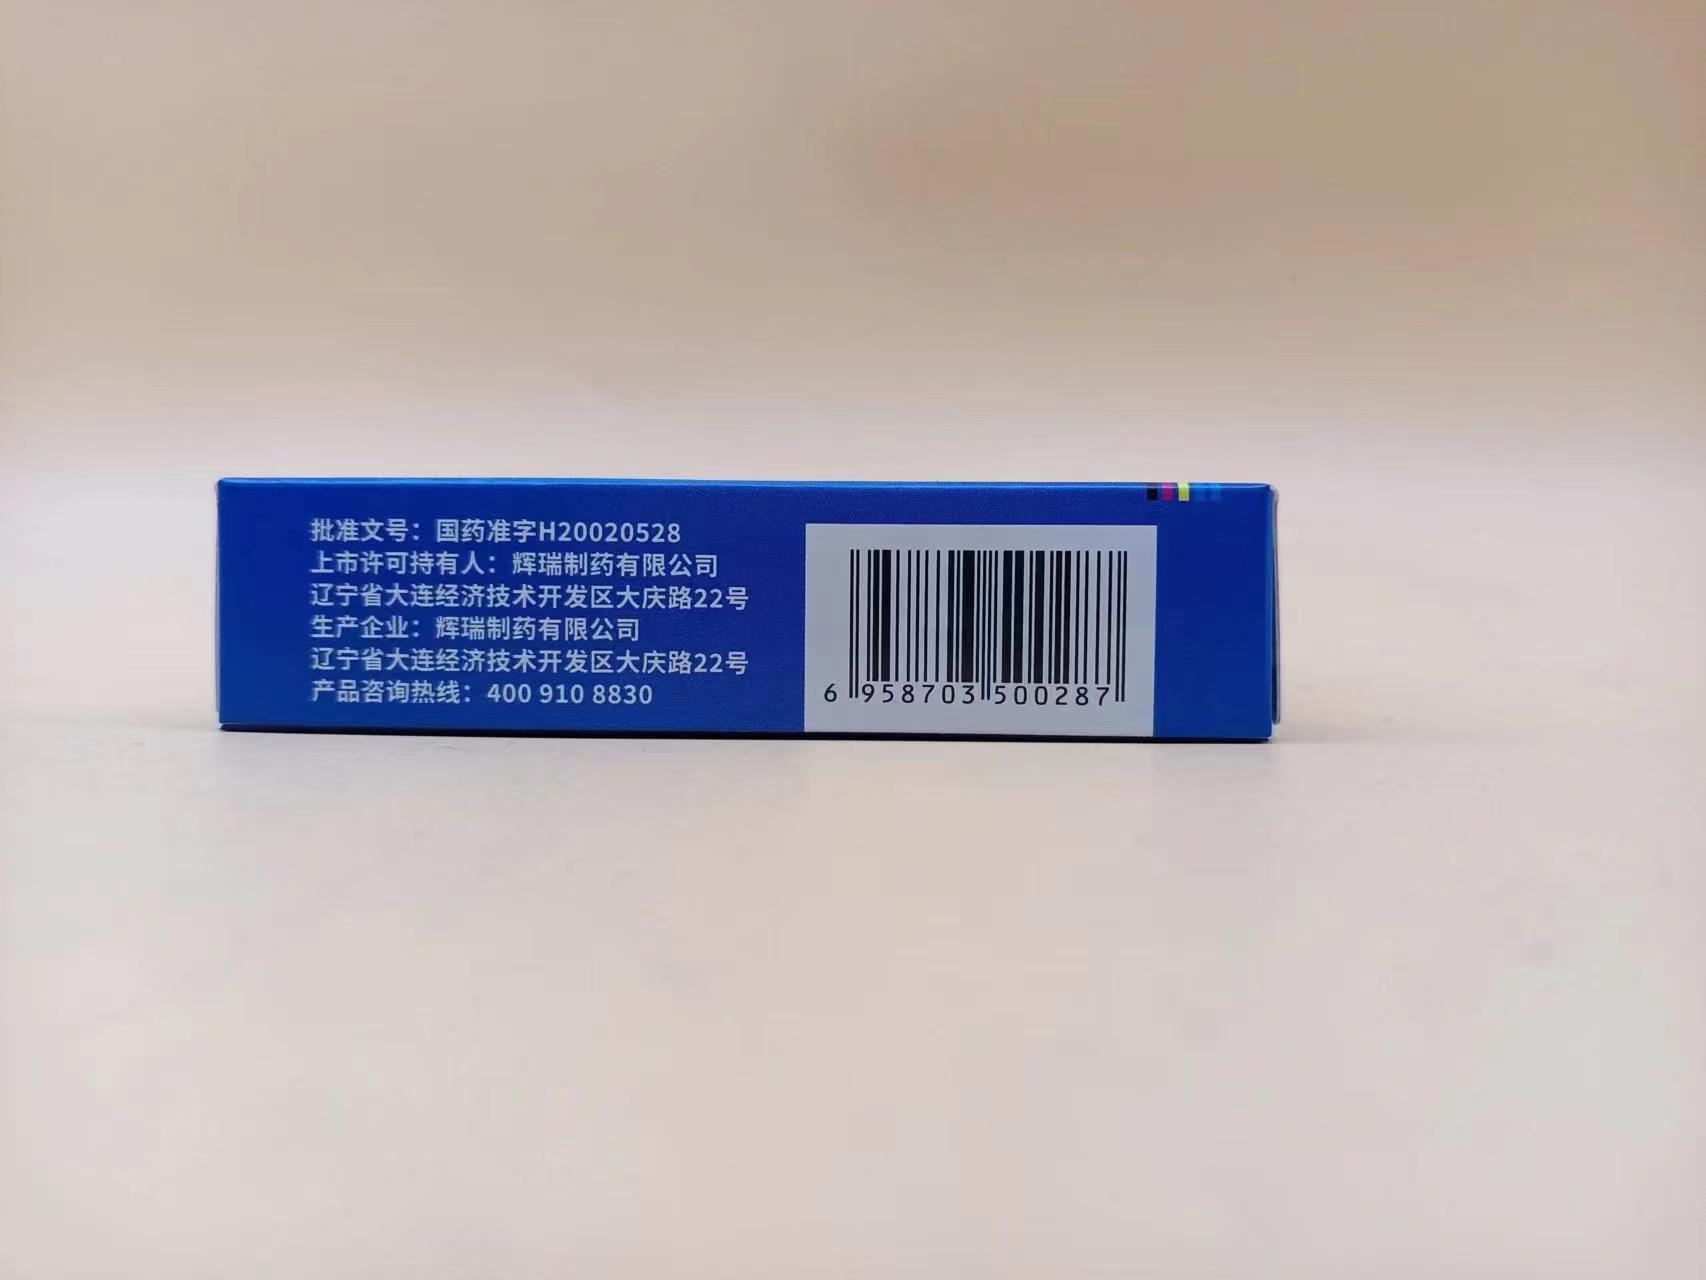 批准文号：国药准字H20020528
上市许可持有人：辉瑞制药有限公司
辽宁省大连经济技术开发区大庆路22号
生产企业：辉瑞制药有限公司
辽宁省大连经济技术开发区大庆路22号
产品咨询热线：400 910 8830
6 958703 500287